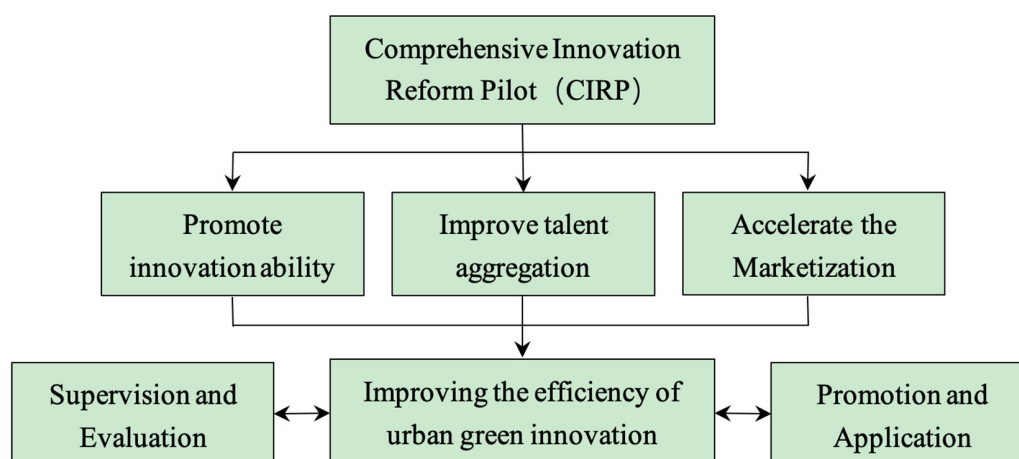 Comprehensive Innovation
Reform Pilot（CIRP）
Promote
innovation ability
Improve talent
aggregation
Accelerate the
Marketization
Supervision and
Evaluation
Improving the efficiency of
urban green innovation
Promotion and
Application